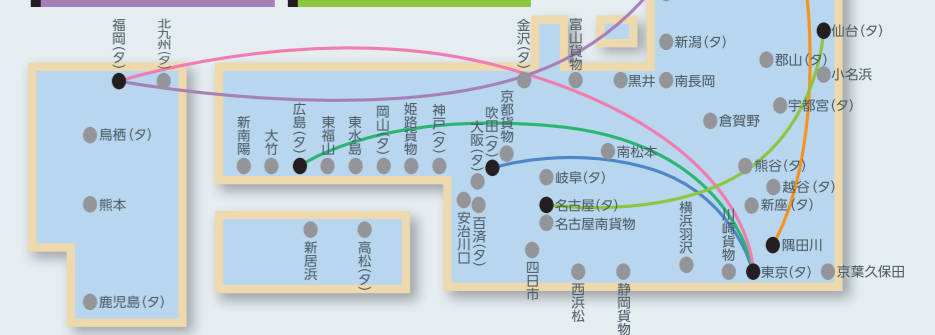 福岡(タ)
北九州(タ)
金沢(タ)
富山貨物
新潟(タ)
仙台(タ)
郡山(タ)
小名浜
黒井
南長岡
宇都宮(タ)
倉賀野
鳥栖(タ)
新南陽
大竹
広島(タ)
東福山
東水島
岡山(タ)
姫路貨物
神戸(タ)
大阪(タ)
吹田(タ)
京都貨物
南松本
熊谷(タ)
岐阜(タ)
越谷(タ)
熊本
名古屋(タ)
新座(タ)
名古屋南貨物
安治川口
百済(タ)
横浜羽沢
川崎貨物
隅田川
新居浜
高松(タ)
四日市
西浜松
静岡貨物
東京(タ)
京葉久保田
鹿児島(タ)